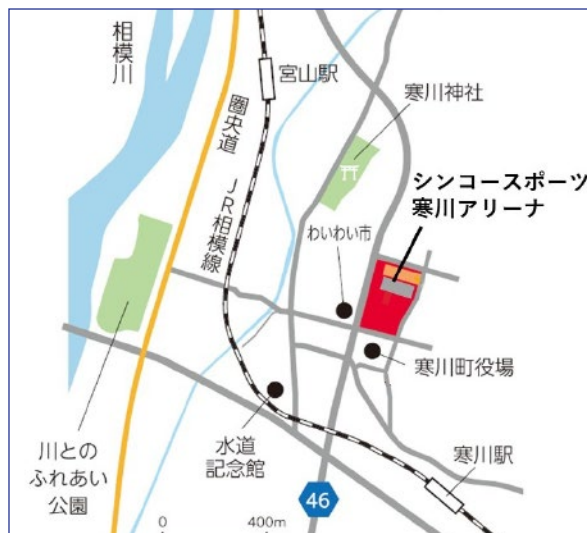 相模川
宮山駅
圏央道
JR相模線
寒川神社
シンコースポーツ
寒川アリーナ
わいわい市
寒川町役場
川との
ふれあい
公園
水道
記念館
寒川駅
46
0 400m